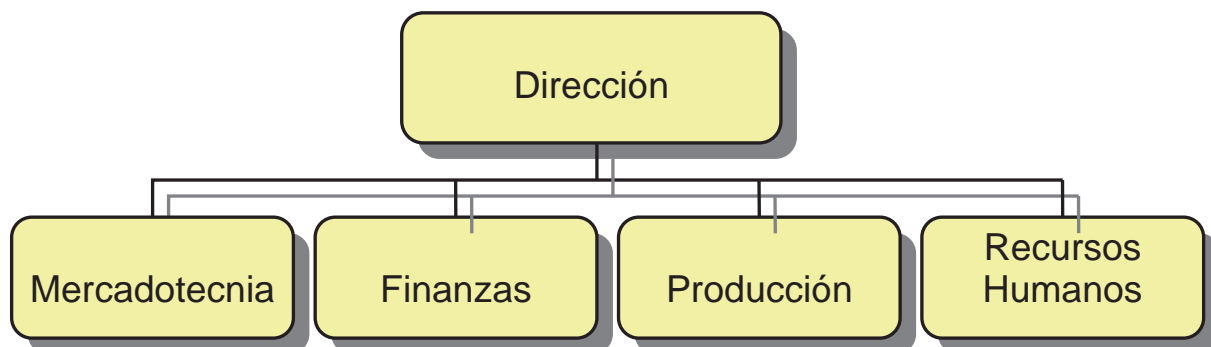 Dirección
Mercadotecnia
Finanzas
Producción
Recursos
Humanos